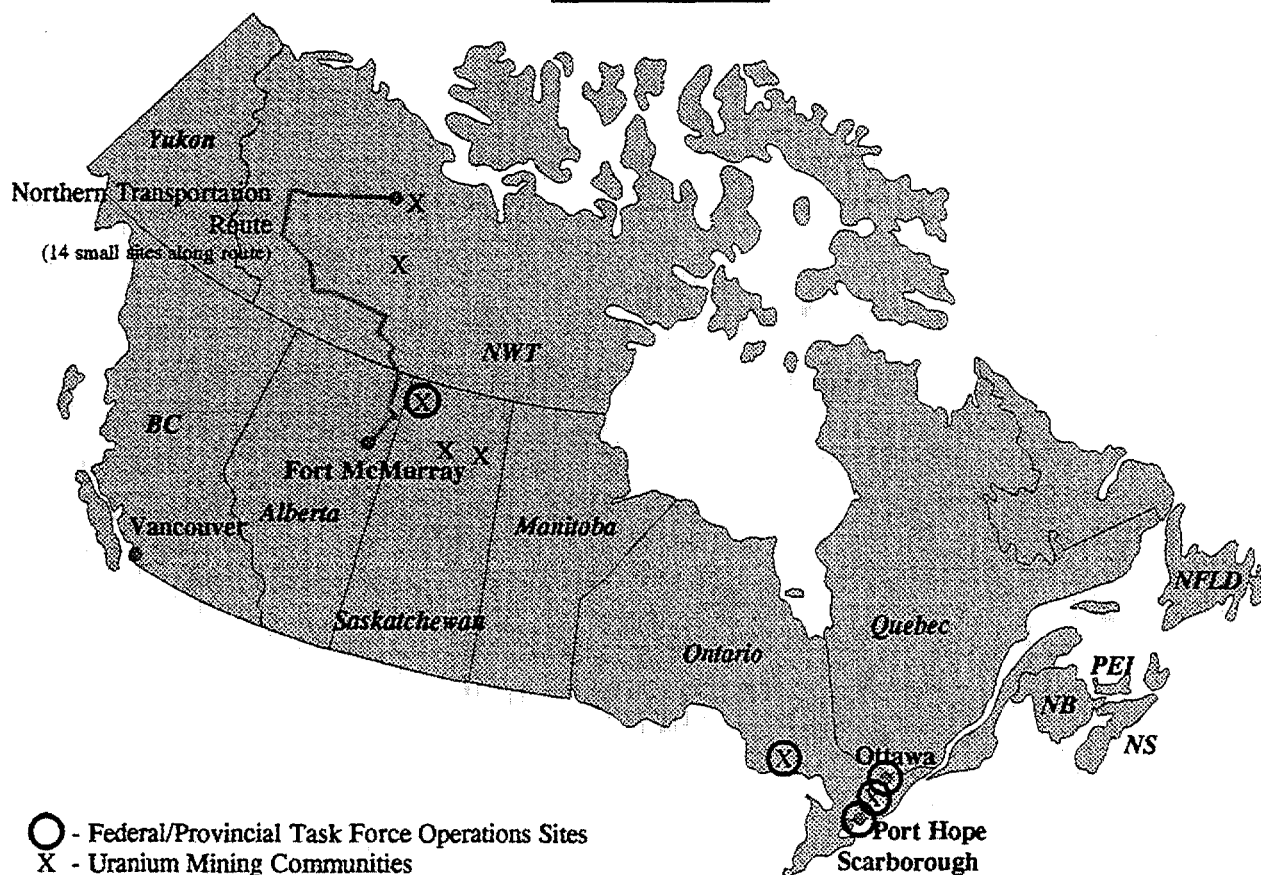 Yukon
Northern Transportation
Route
(14 small sites along route)
X
X
NWT
X
BC
X
X
Fort McMurray
Alberta
Vancouver
Manitoba
NFLD
Saskatchewan
Quebec
Ontario
PEI
NB
NS
X
Ottawa
Port Hope
Scarborough
- Federal/Provincial Task Force Operations Sites
X - Uranium Mining Communities